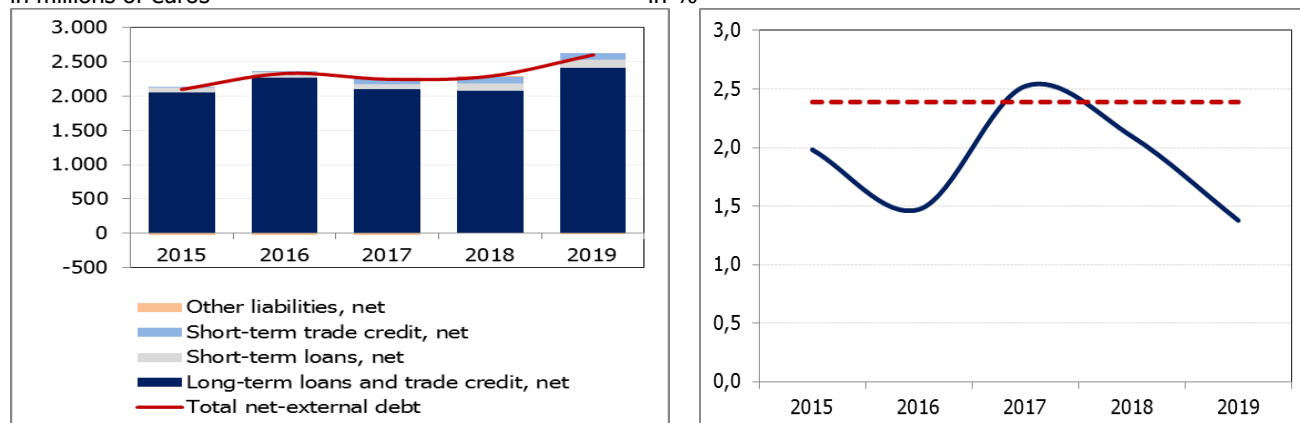 in millions of euros
3.000
2.500
2.000
1.500
1.000
500
0
-500
2015 2016 2017 2018 2019
Other liabilities, net
Short-term trade credit, net
Short-term loans, net
Long-term loans and trade credit, net
Total net-external debt
in %
3,0
2,5
2,0
1,5
1,0
0,5
0,0
2015 2016 2017 2018 2019